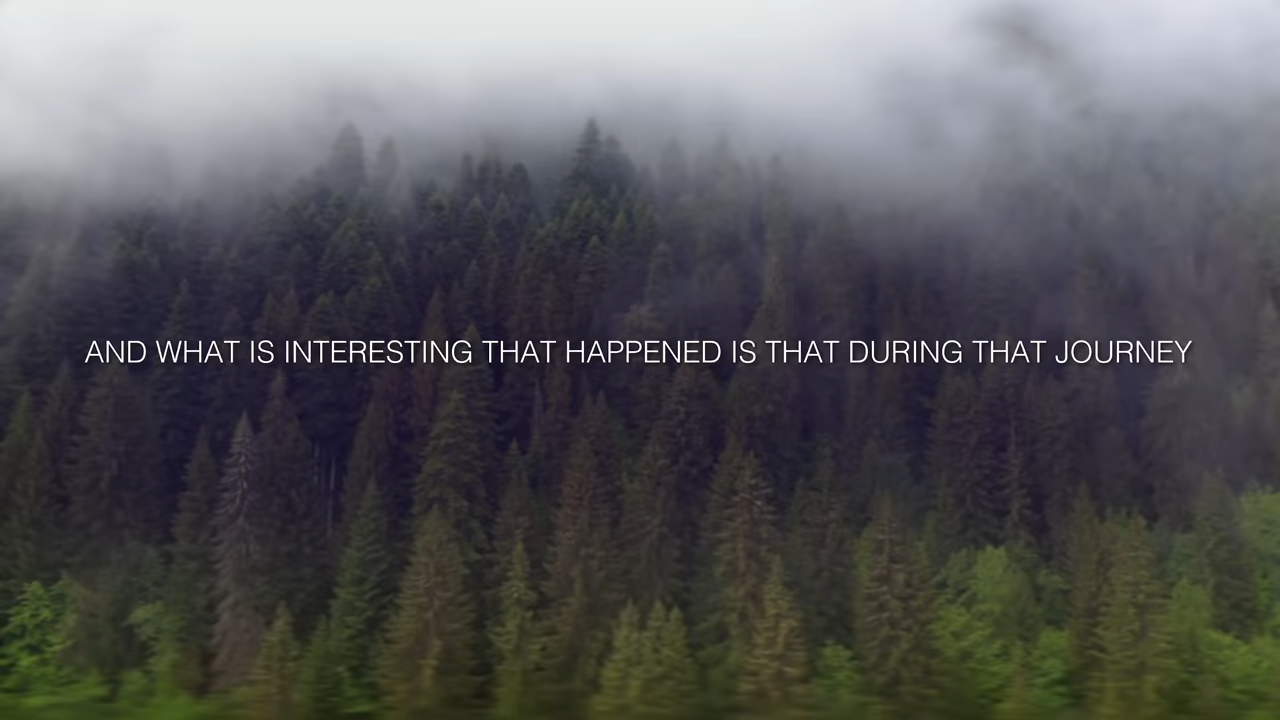 AND WHAT IS INTERESTING THAT HAPPENED IS THAT DURING THAT JOURNEY